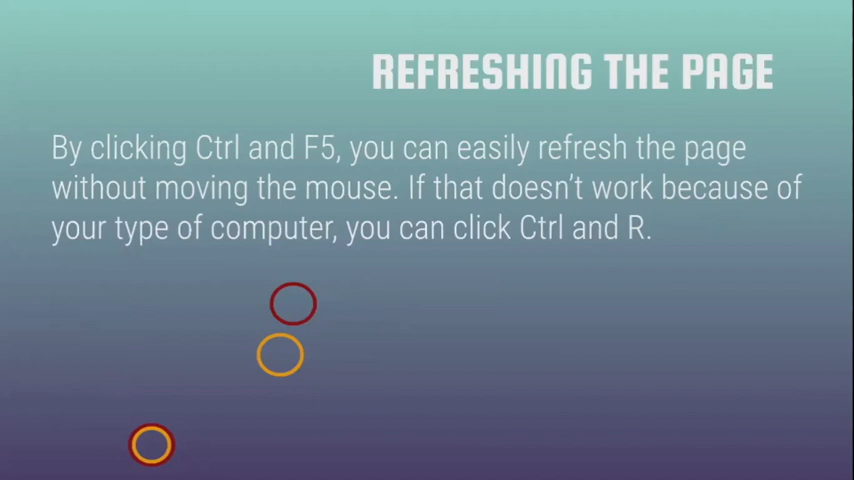 REFRESHING THE PAGE
By clicking Ctrl and F5, you can easily refresh the page
without moving the mouse. If that doesn't work because of
your type of computer, you can click Ctrl and R.